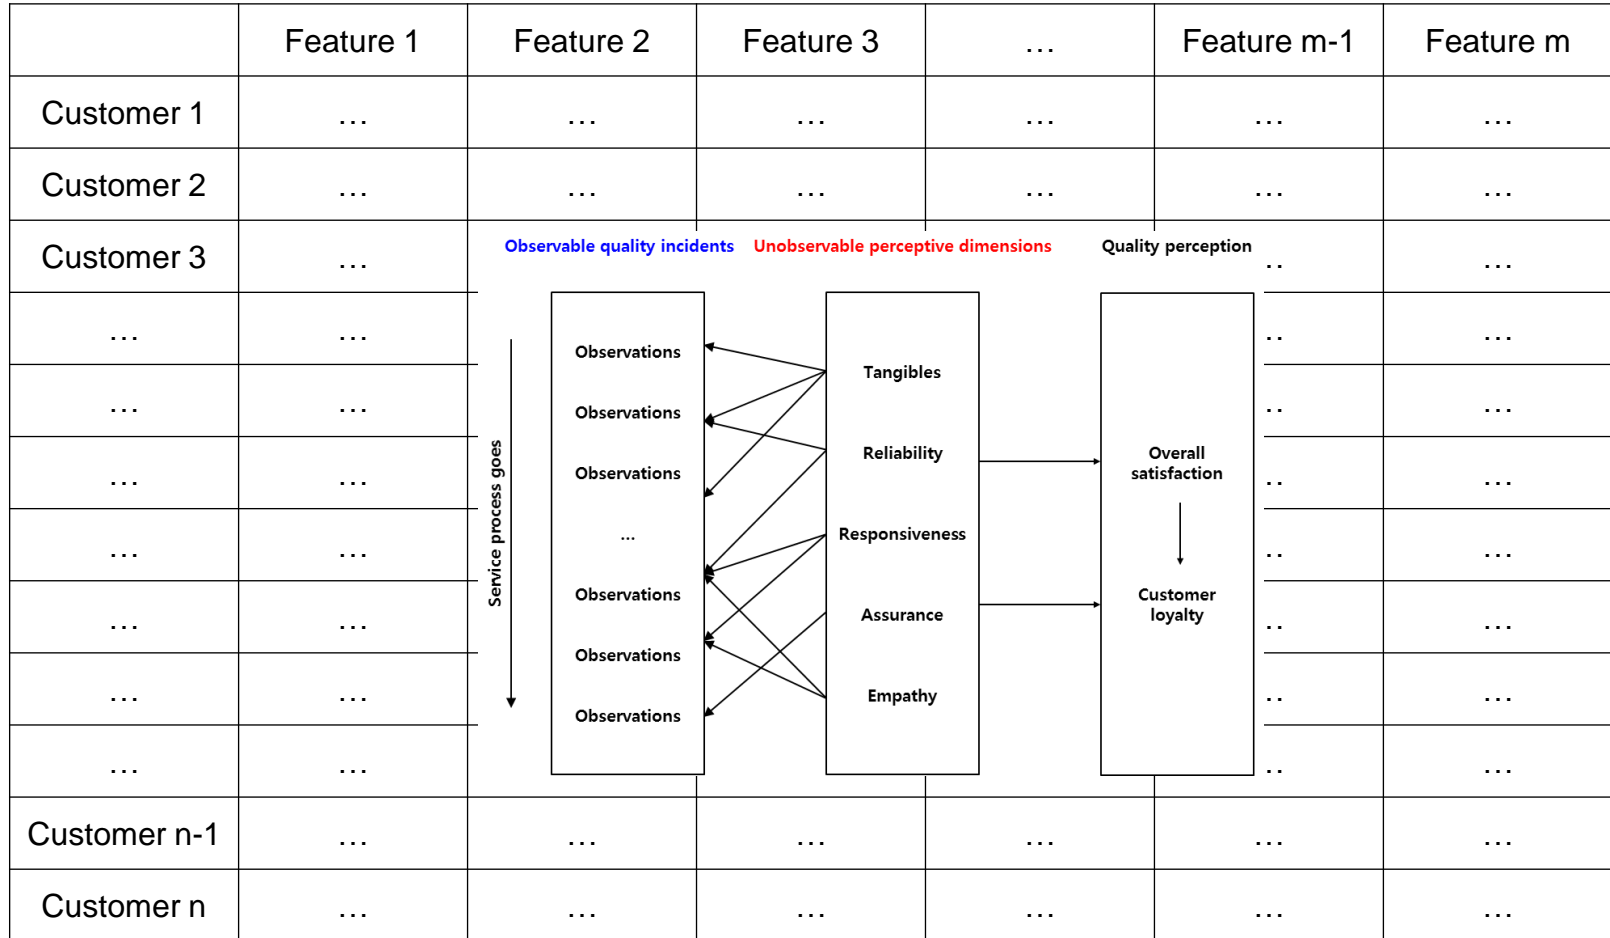 Feature 1 Feature 2 Feature 3 … Feature m-1 Feature m
Customer 1 … … … … … …
Customer 2 … … … … … …
Customer 3 … .. …
… … .. …
… … .. …
… … .. …
… … .. …
… … .. …
… … .. …
… … .. …
Customer n-1 … … … … … …
Customer n … … … … … …
Observable quality incidents
Unobservable perceptive dimensions
Quality perception
Service process goes
Observations
Observations
Observations
...
Observations
Observations
Observations
Tangibles
Reliability
Responsiveness
Assurance
Empathy
Overall
satisfaction
Customer
loyalty